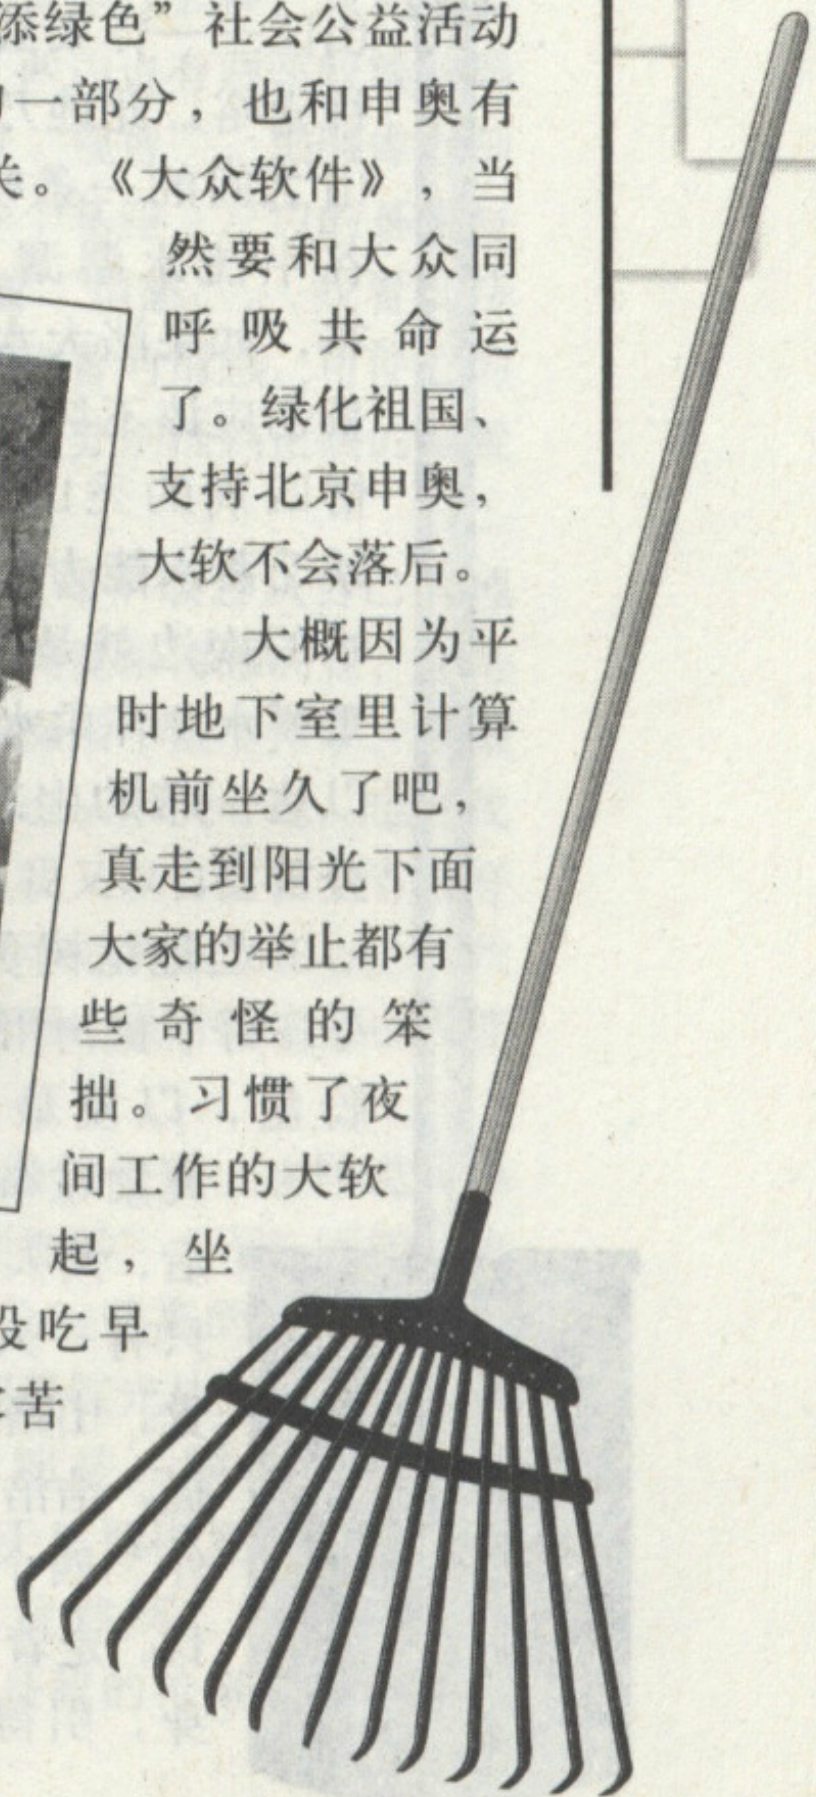 添绿色”社会公益活动
一部分，也和申奥有
关。《大众软件》，当
然要和大众同
呼吸共命运
了。绿化祖国、
支持北京申奥，
大软不会落后。
大概因为平
时地下室里计算
机前坐久了吧，
真走到阳光下面
大家的举止都有
些奇怪的笨
拙。习惯了夜
间工作的大软
起，坐
没吃早
苦